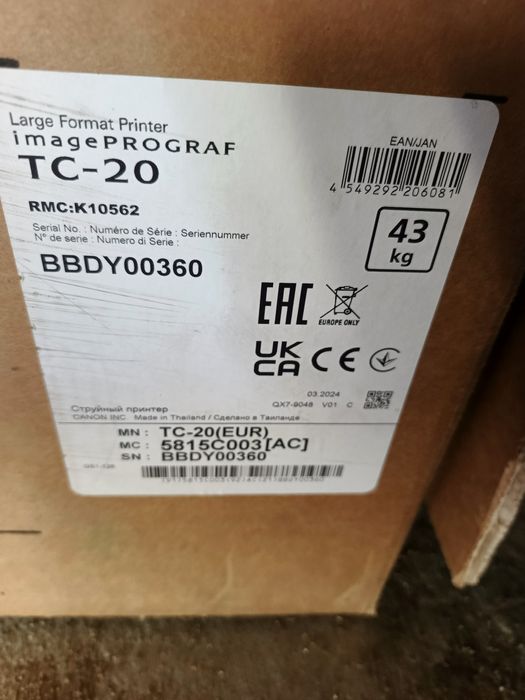 Large Format Printer
imagePROGRAF
TC-20
EAN/JAN
4 549292 206081
RMC:K10562
Serial No. : Numéro de Série : Seriennummer
N° de serie : Numero di Serie :
BBDY00360
43
kg
EAC
EUROPE ONLY
UK
CA CE
03.2024
QX7-9048 V01 C
Струйный принтер
CANON INC. Made in Thailand / Сделано в Таиланде
MN : TC-20(EUR)
MC : 5815C003[AC]
SN : BBDY00360
GS1-128